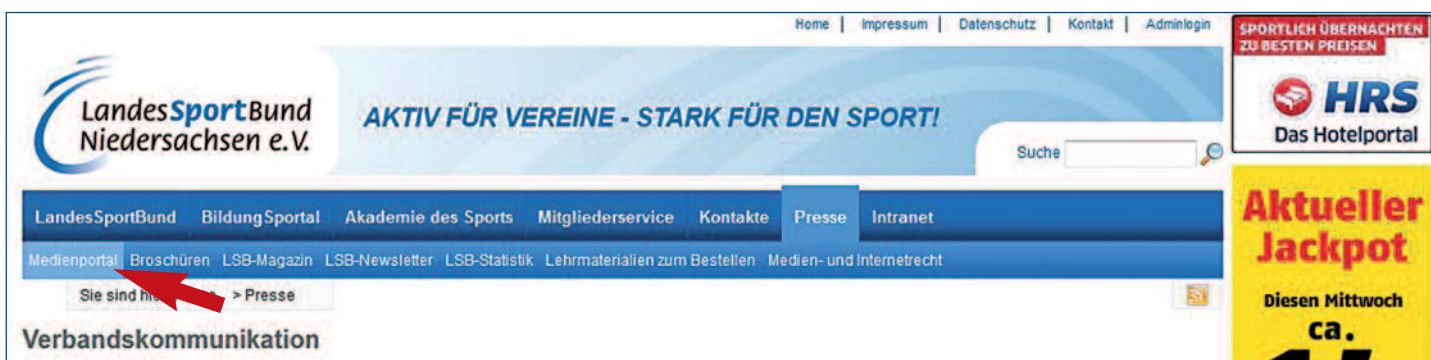 Home | Impressum | Datenschutz | Kontakt | Adminlogin
LandesSportBund
Niedersachsen e.V.
AKTIV FÜR VEREINE - STARK FÜR DEN SPORT!
Suche
LandesSportBund BildungSportal Akademie des Sports Mitgliederservice Kontakte Presse Intranet
Medienportal Broschüren LSB-Magazin LSB-Newsletter LSB-Statistik Lehrmaterialien zum Bestellen Medien- und Internetrecht
Sie sind > Presse
Verbandskommunikation
SPORTLICH ÜBERNACHTEN
ZU BESTEN PREISEN
HRS
Das Hotelportal
Aktueller
Jackpot
Diesen Mittwoch
ca.